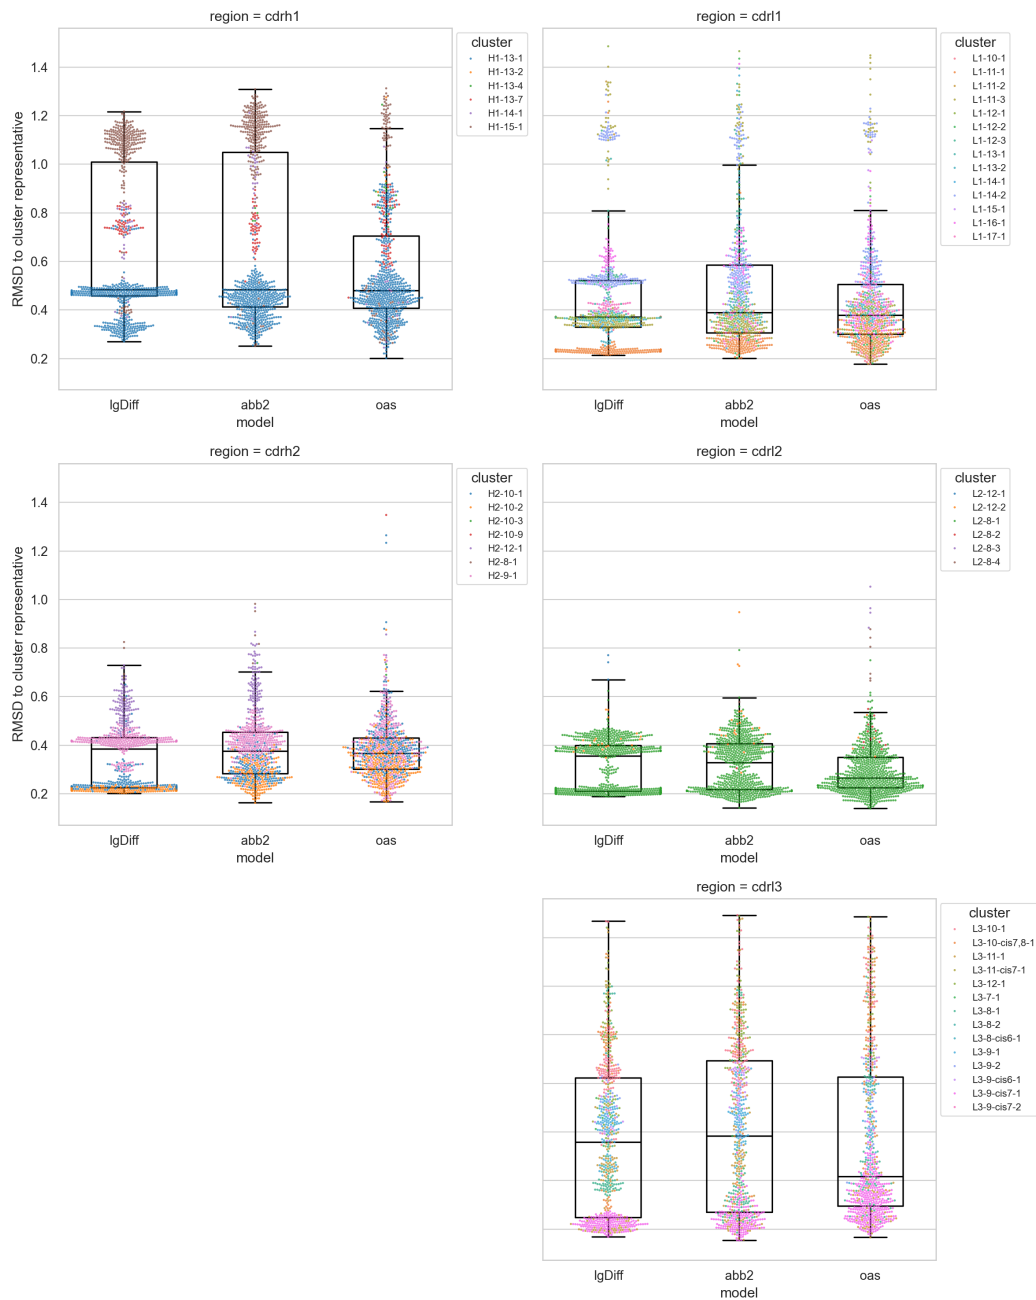 region = cdrh1
RMSD to cluster representative
1.4
1.2
1.0
0.8
0.6
0.4
0.2
IgDiff
abb2
oas
model
cluster
H1-13-1
H1-13-2
H1-13-4
H1-13-7
H1-14-1
H1-15-1
region = cdrl1
IgDiff
abb2
oas
model
cluster
L1-10-1
L1-11-1
L1-11-2
L1-11-3
L1-12-1
L1-12-2
L1-12-3
L1-13-1
L1-13-2
L1-14-1
L1-14-2
L1-15-1
L1-16-1
L1-17-1
region = cdrh2
RMSD to cluster representative
1.4
1.2
1.0
0.8
0.6
0.4
0.2
IgDiff
abb2
oas
model
cluster
H2-10-1
H2-10-2
H2-10-3
H2-10-9
H2-12-1
H2-8-1
H2-9-1
region = cdrl2
IgDiff
abb2
oas
model
cluster
L2-12-1
L2-12-2
L2-8-1
L2-8-2
L2-8-3
L2-8-4
region = cdrl3
IgDiff
abb2
oas
model
cluster
L3-10-1
L3-10-cis7,8-1
L3-11-1
L3-11-cis7-1
L3-12-1
L3-7-1
L3-8-1
L3-8-2
L3-8-cis6-1
L3-9-1
L3-9-2
L3-9-cis6-1
L3-9-cis7-1
L3-9-cis7-2